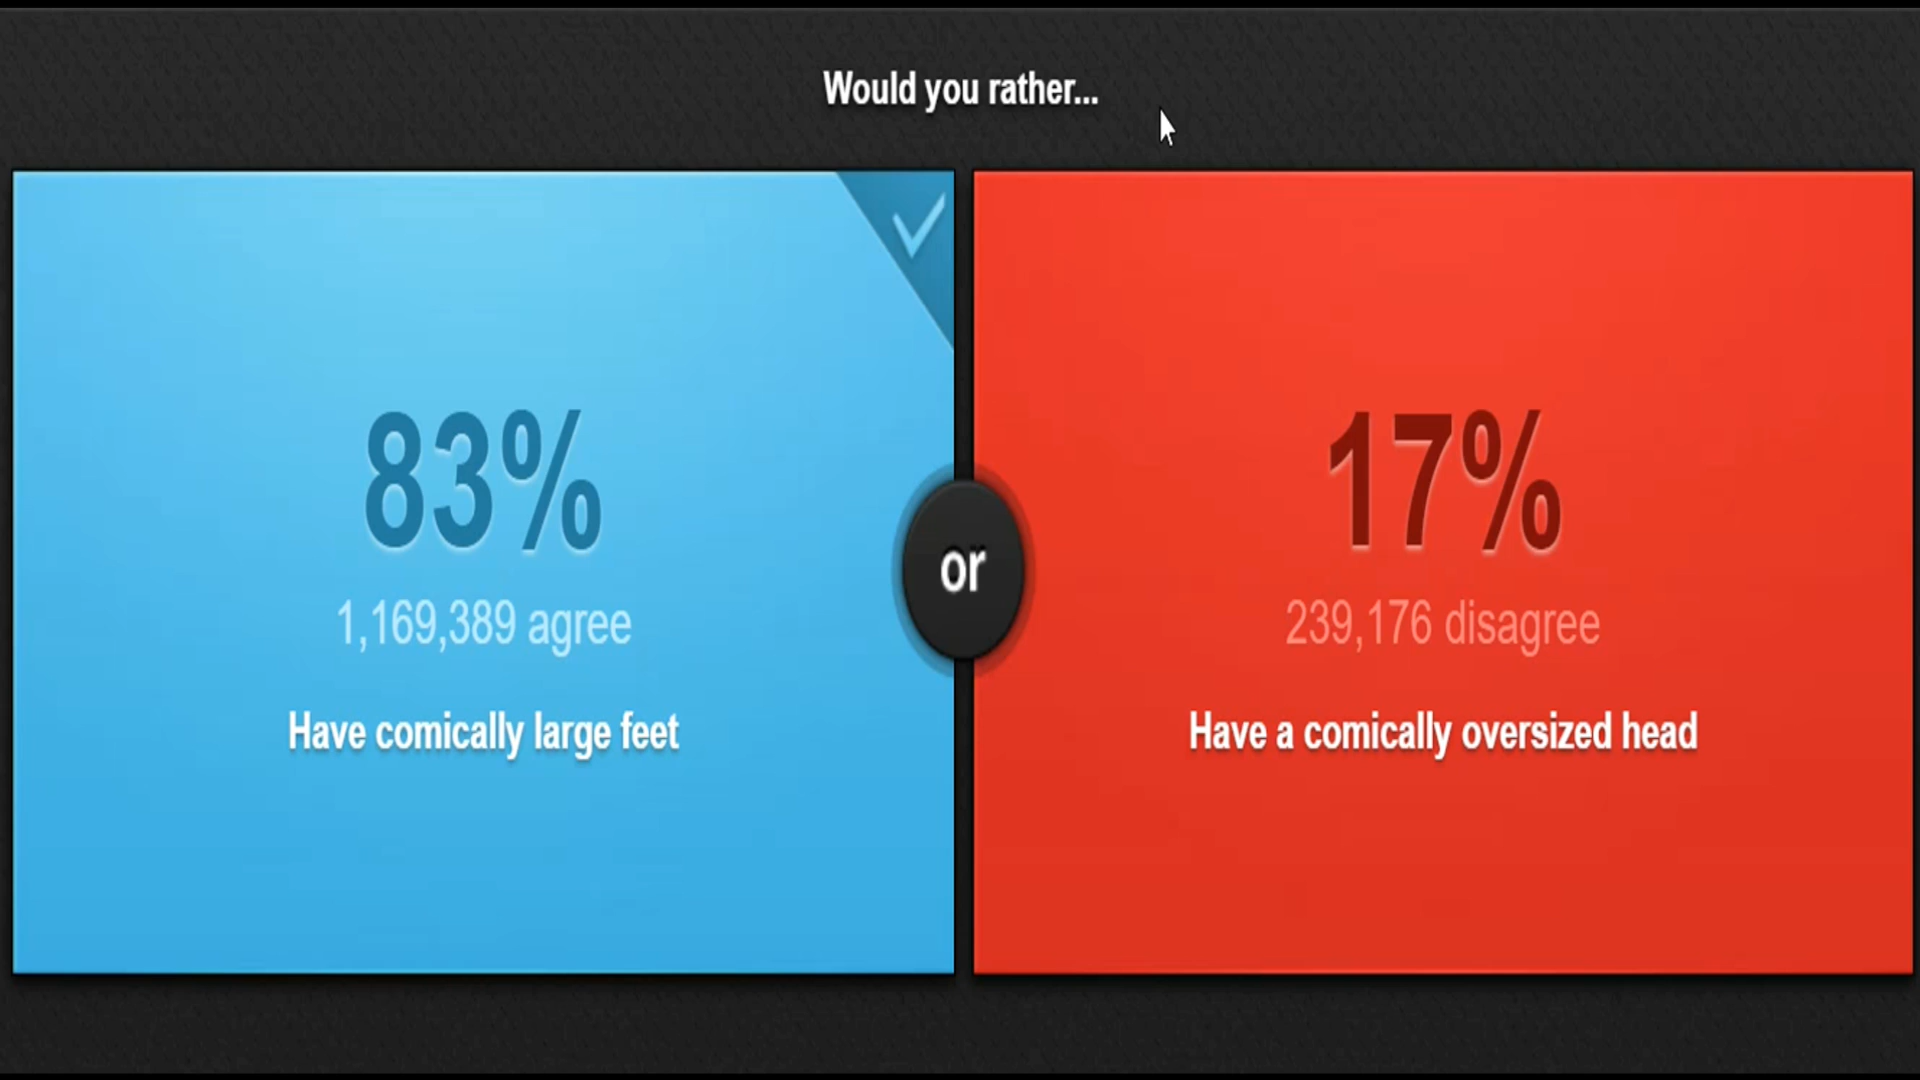 Would you rather...
83%
1,169,389 agree
Have comically large feet
or
17%
239,176 disagree
Have a comically oversized head